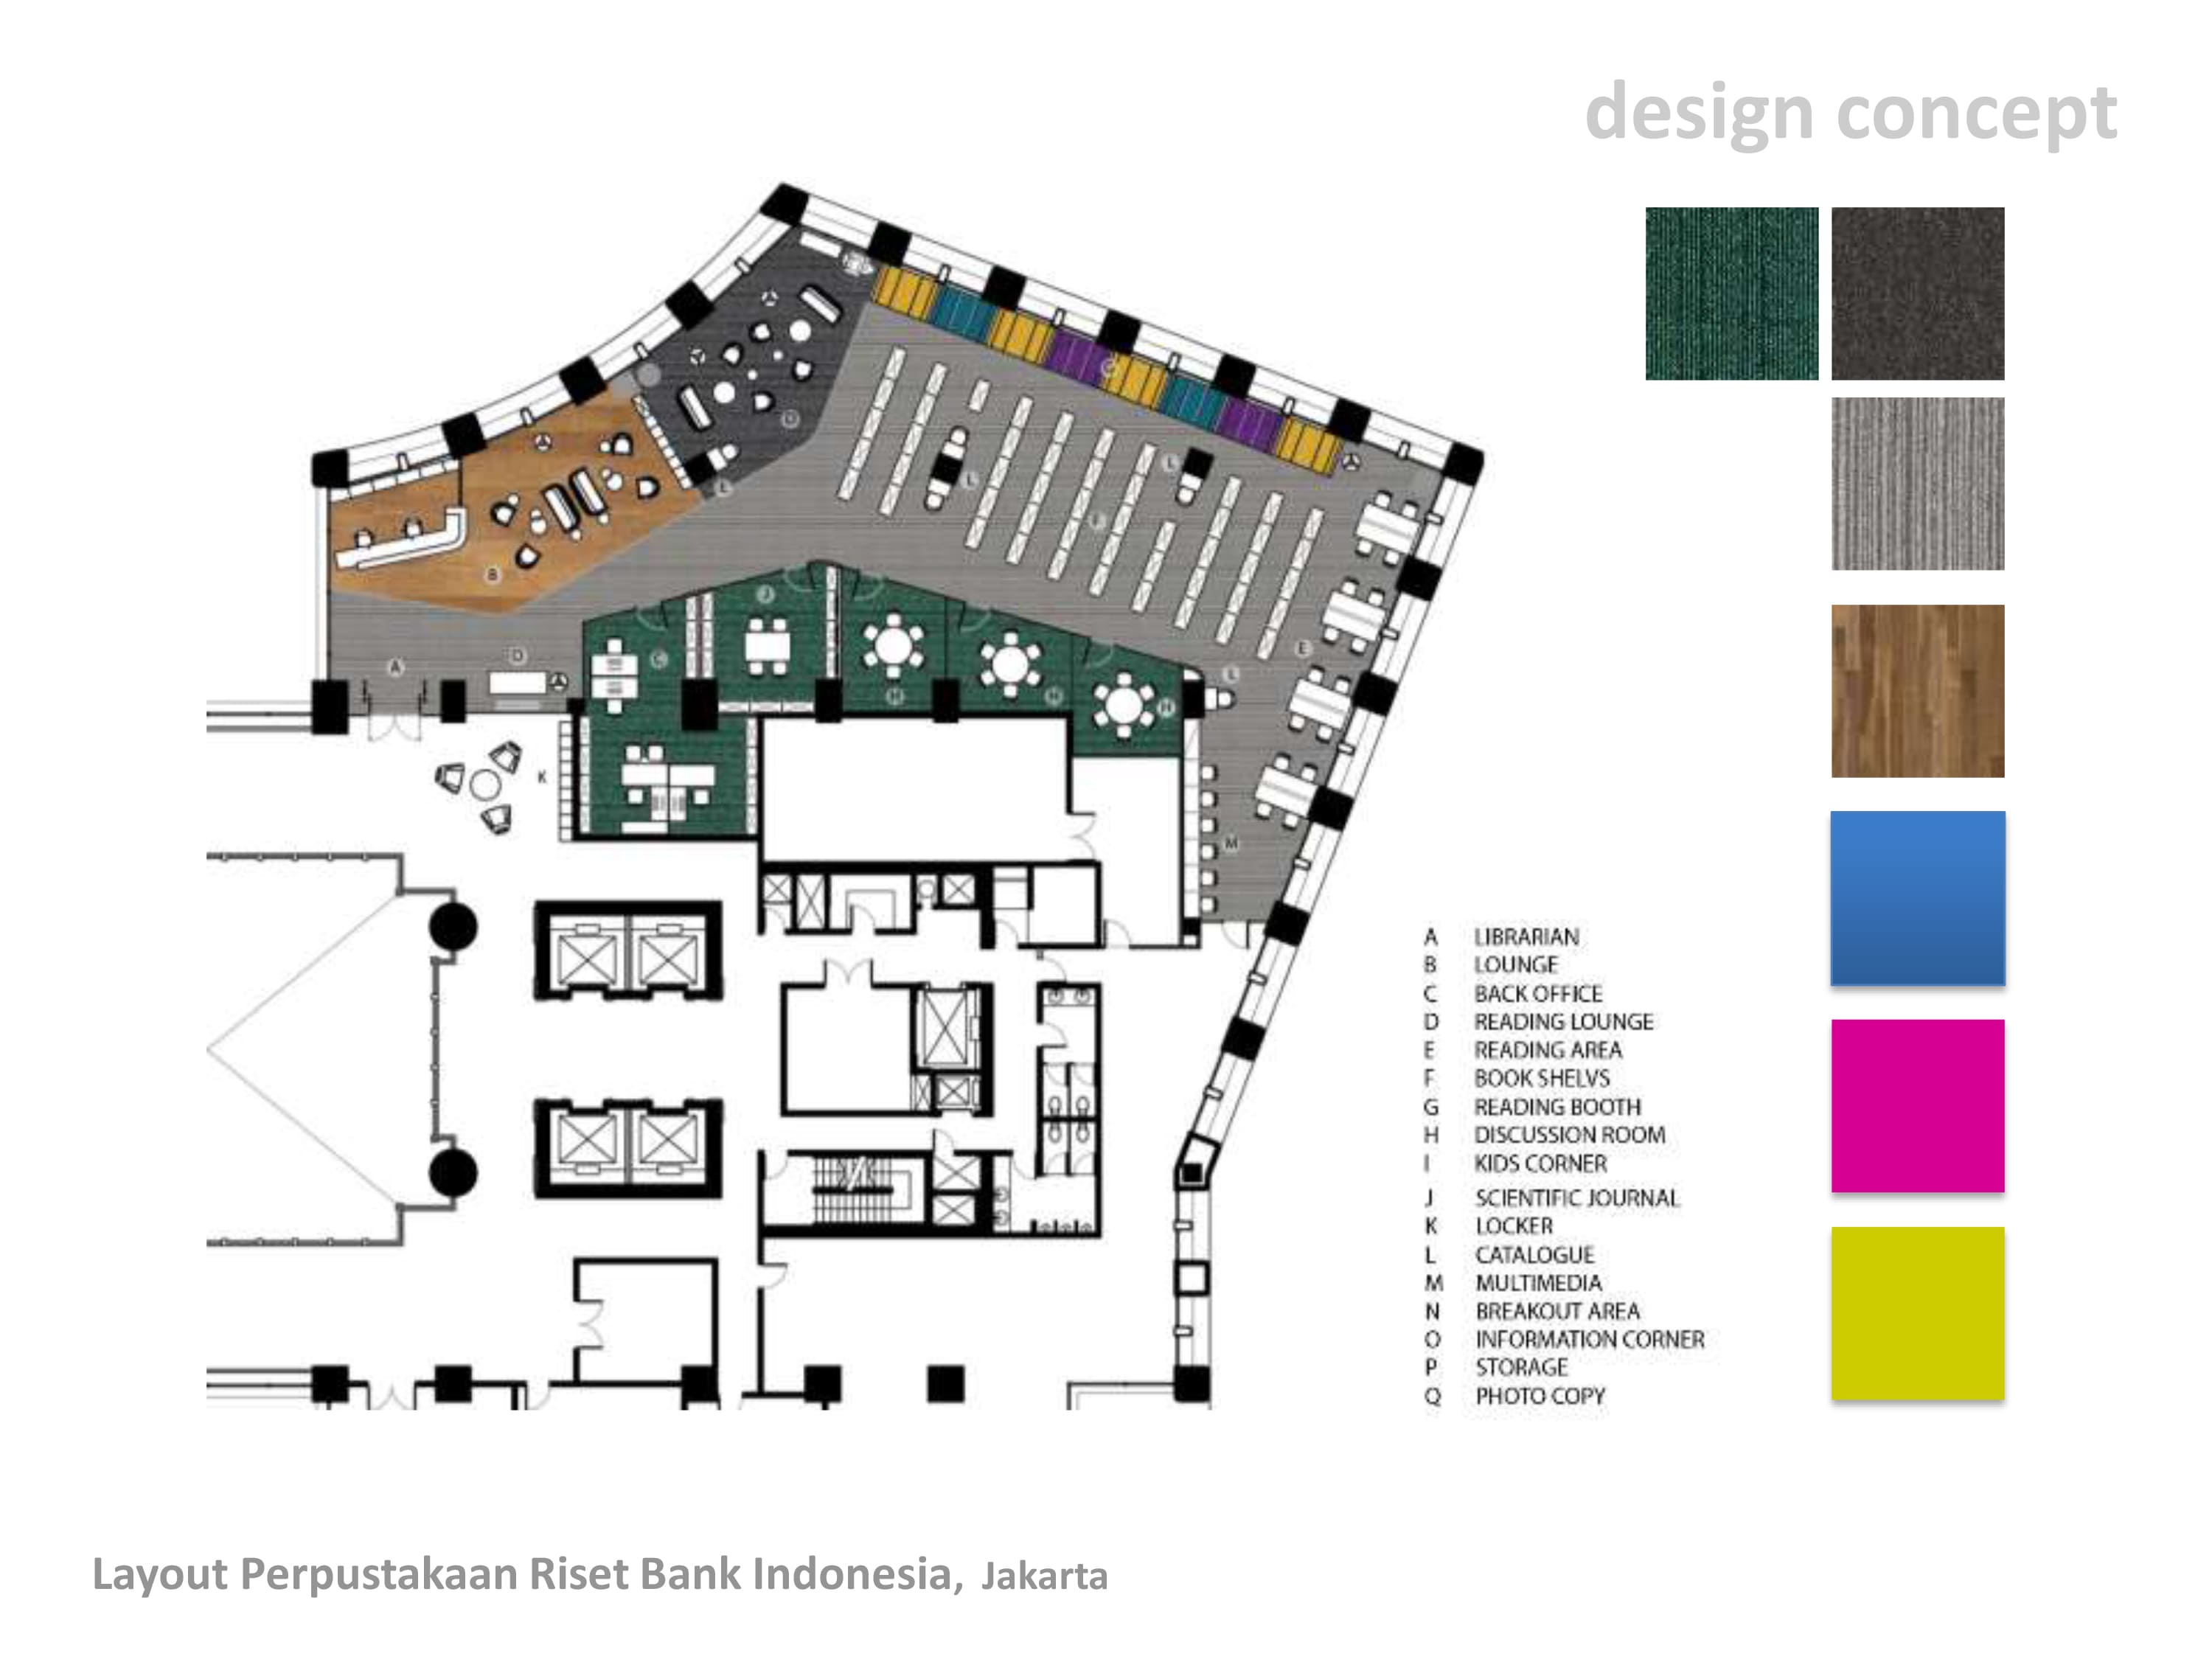 design concept
G
D
L
L
L
F
B
J
A
D
E
L
H
H
H
K
M
A LIBRARIAN
B LOUNGE
C BACK OFFICE
D READING LOUNGE
E READING AREA
F BOOK SHELVS
G READING BOOTH
H DISCUSSION ROOM
I KIDS CORNER
J SCIENTIFIC JOURNAL
K LOCKER
L CATALOGUE
M MULTIMEDIA
N BREAKOUT AREA
O INFORMATION CORNER
P STORAGE
Q PHOTO COPY
Layout Perpustakaan Riset Bank Indonesia, Jakarta